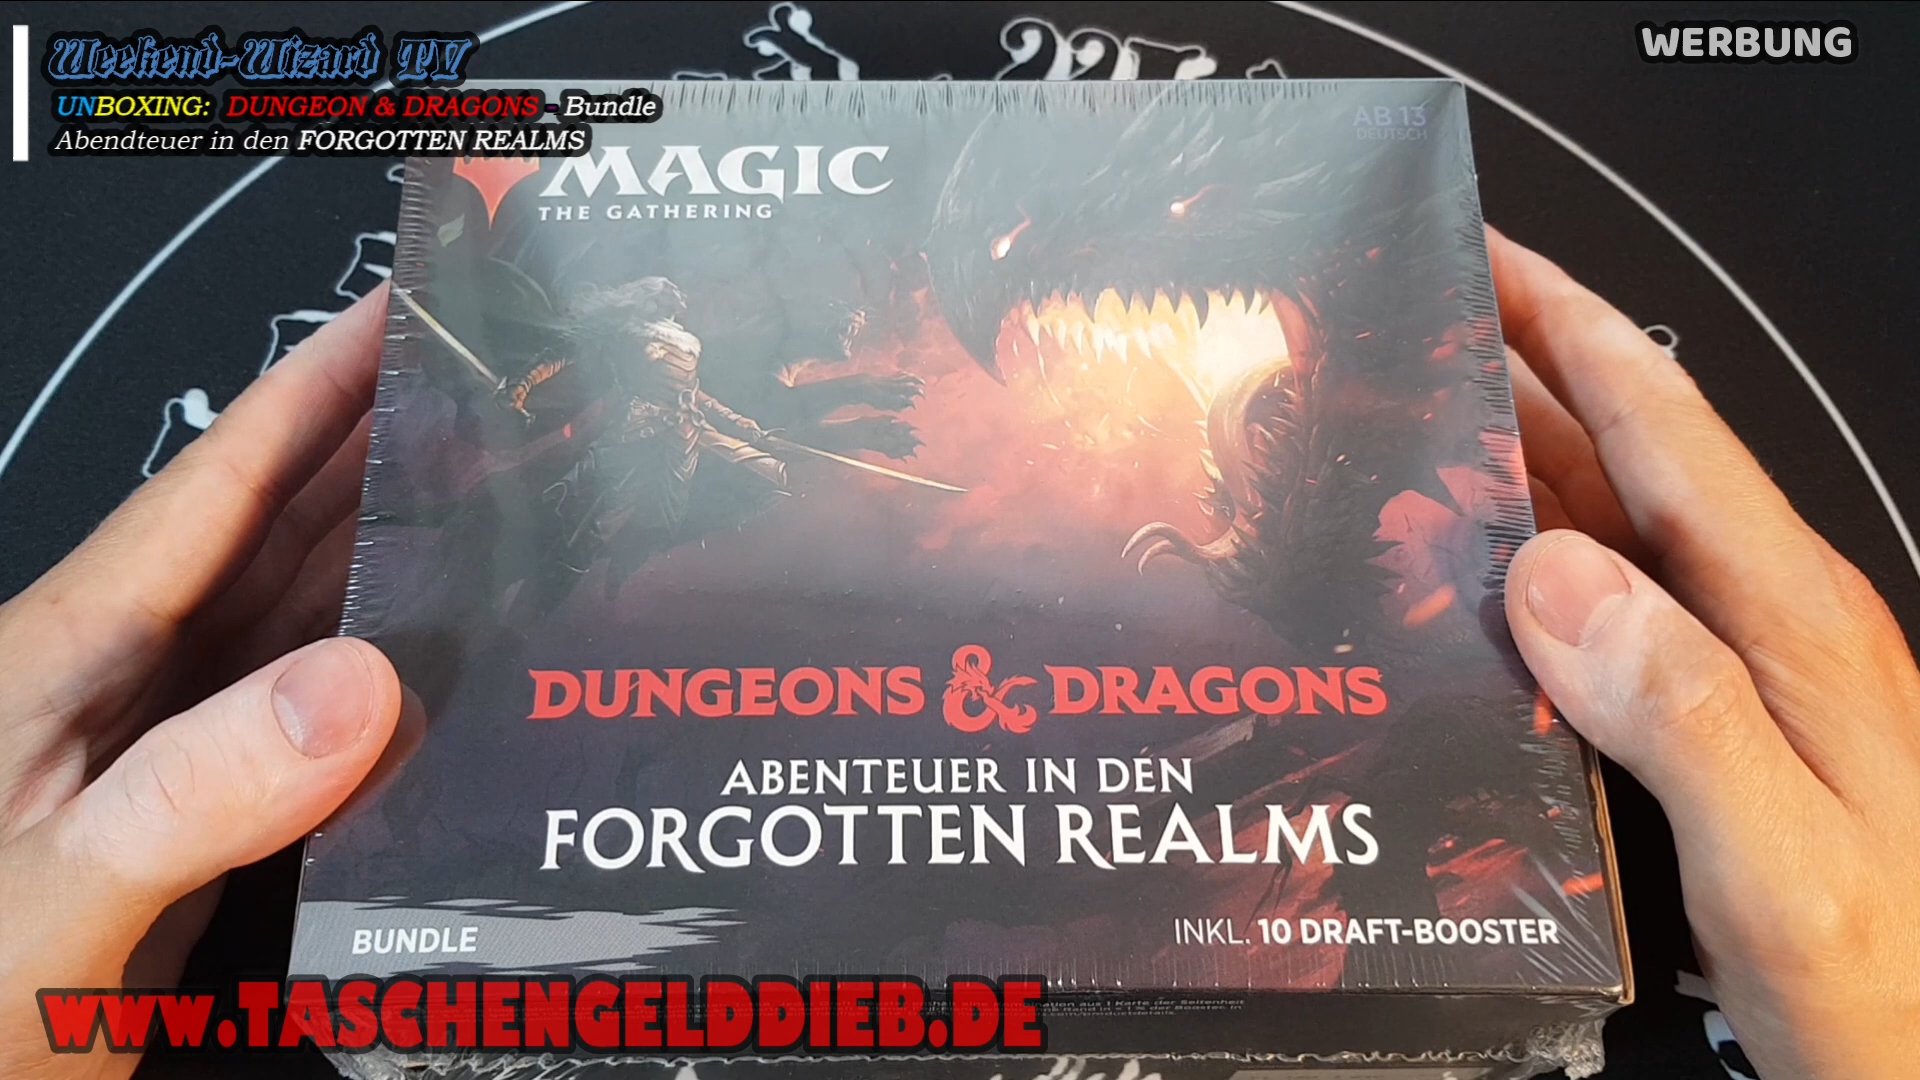 Weekend-Wizard TV
WERBUNG
UNBOXING: DUNGEON & DRAGONS - Bundle
Abendteuer in den FORGOTTEN REALMS
AB 13
DEUTSCH
MAGIC
THE GATHERING
DUNGEONS & DRAGONS
ABENTEUER IN DEN
FORGOTTEN REALMS
BUNDLE
INKL. 10 DRAFT-BOOSTER
www.TASCHENGELDDIEB.DE